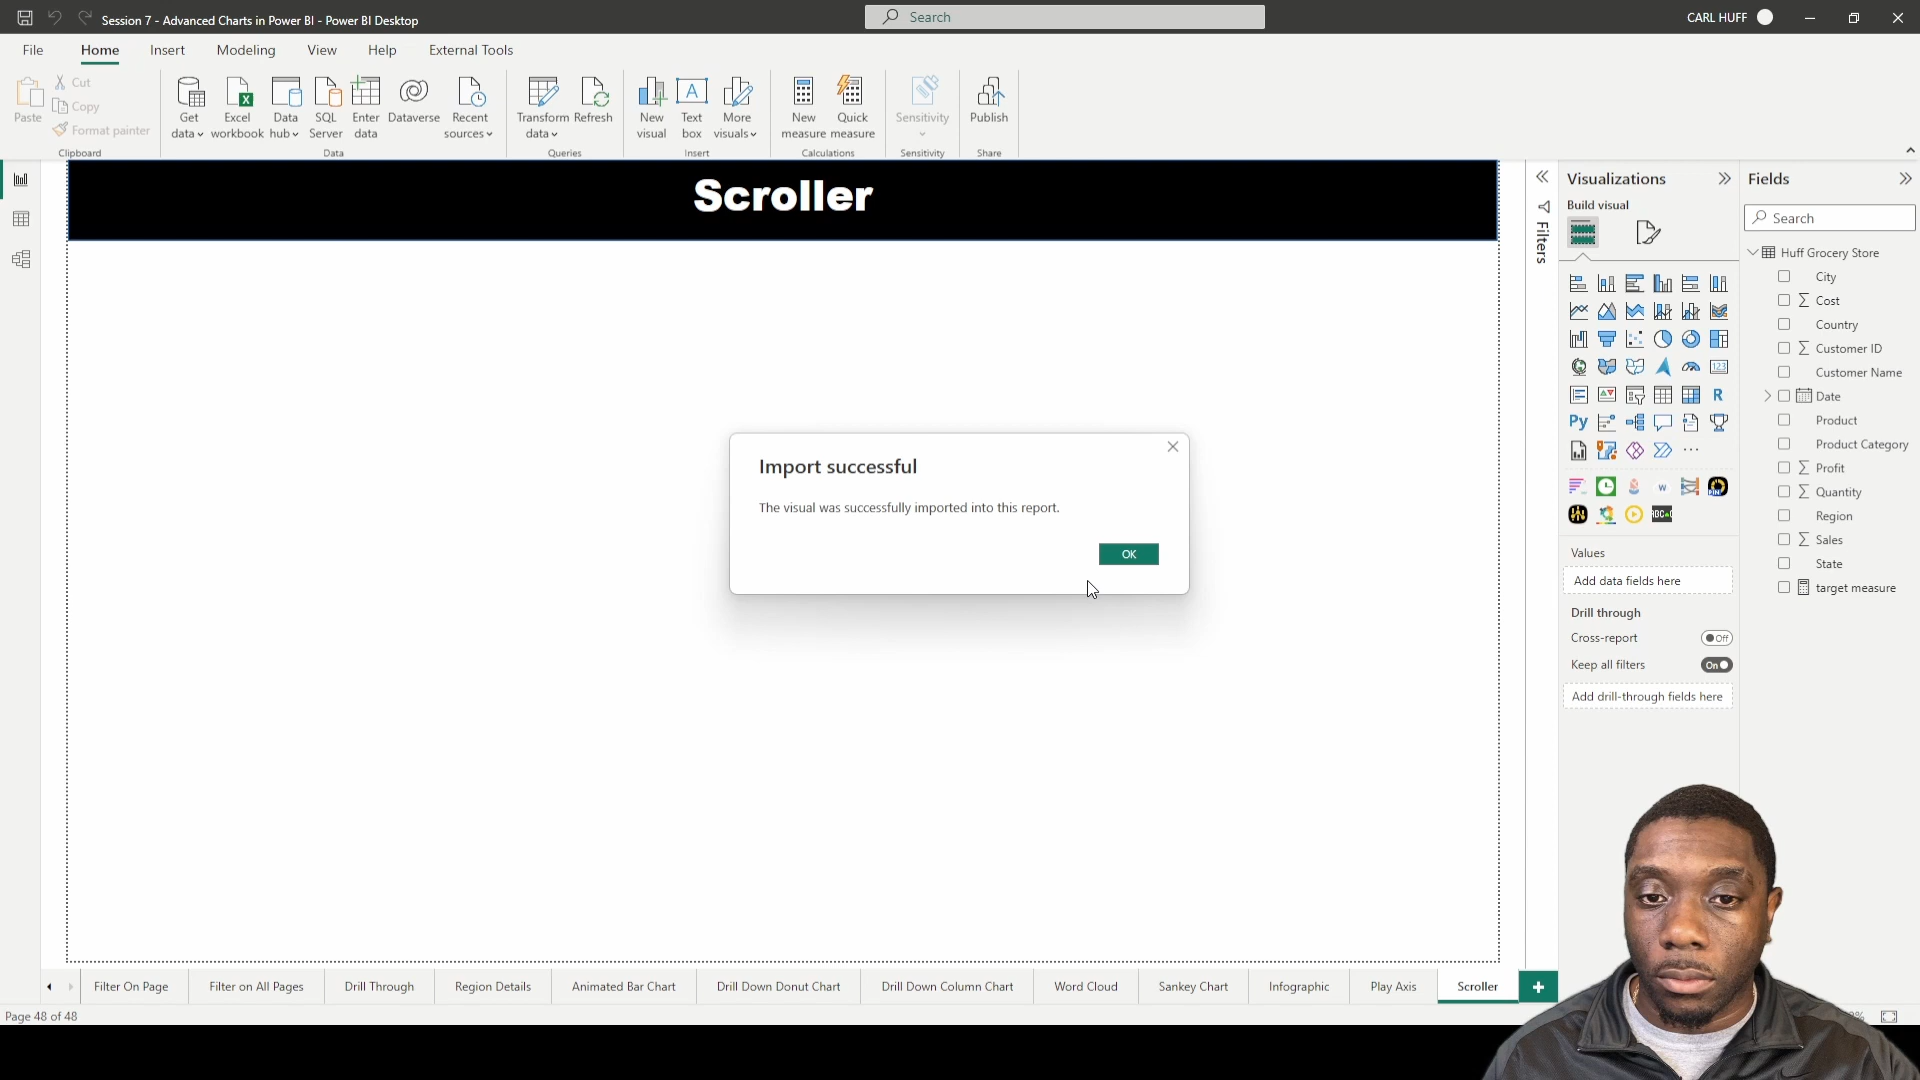 Session 7 - Advanced Charts in Power BI - Power BI Desktop
Search
CARL HUFF
File
Home
Insert
Modeling
View
Help
External Tools
Paste
Cut
Copy
Format painter
Clipboard
Get data
Excel workbook
Data hub
SQL Server
Enter data
Dataverse
Recent sources
Data
Transform data
Refresh
Queries
New visual
Text box
More visuals
Insert
New measure
Quick measure
Calculations
Sensitivity
Sensitivity
Publish
Share
Scroller
Import successful
The visual was successfully imported into this report.
OK
Filters
Visualizations
Build visual
123
R
Py
Values
Add data fields here
Drill through
Cross-report
Off
Keep all filters
On
Add drill-through fields here
Fields
Search
Huff Grocery Store
City
Cost
Country
Customer ID
Customer Name
Date
Product
Product Category
Profit
Quantity
Region
Sales
State
target measure
Filter On Page
Filter on All Pages
Drill Through
Region Details
Animated Bar Chart
Drill Down Donut Chart
Drill Down Column Chart
Word Cloud
Sankey Chart
Infographic
Play Axis
Scroller
Page 48 of 48